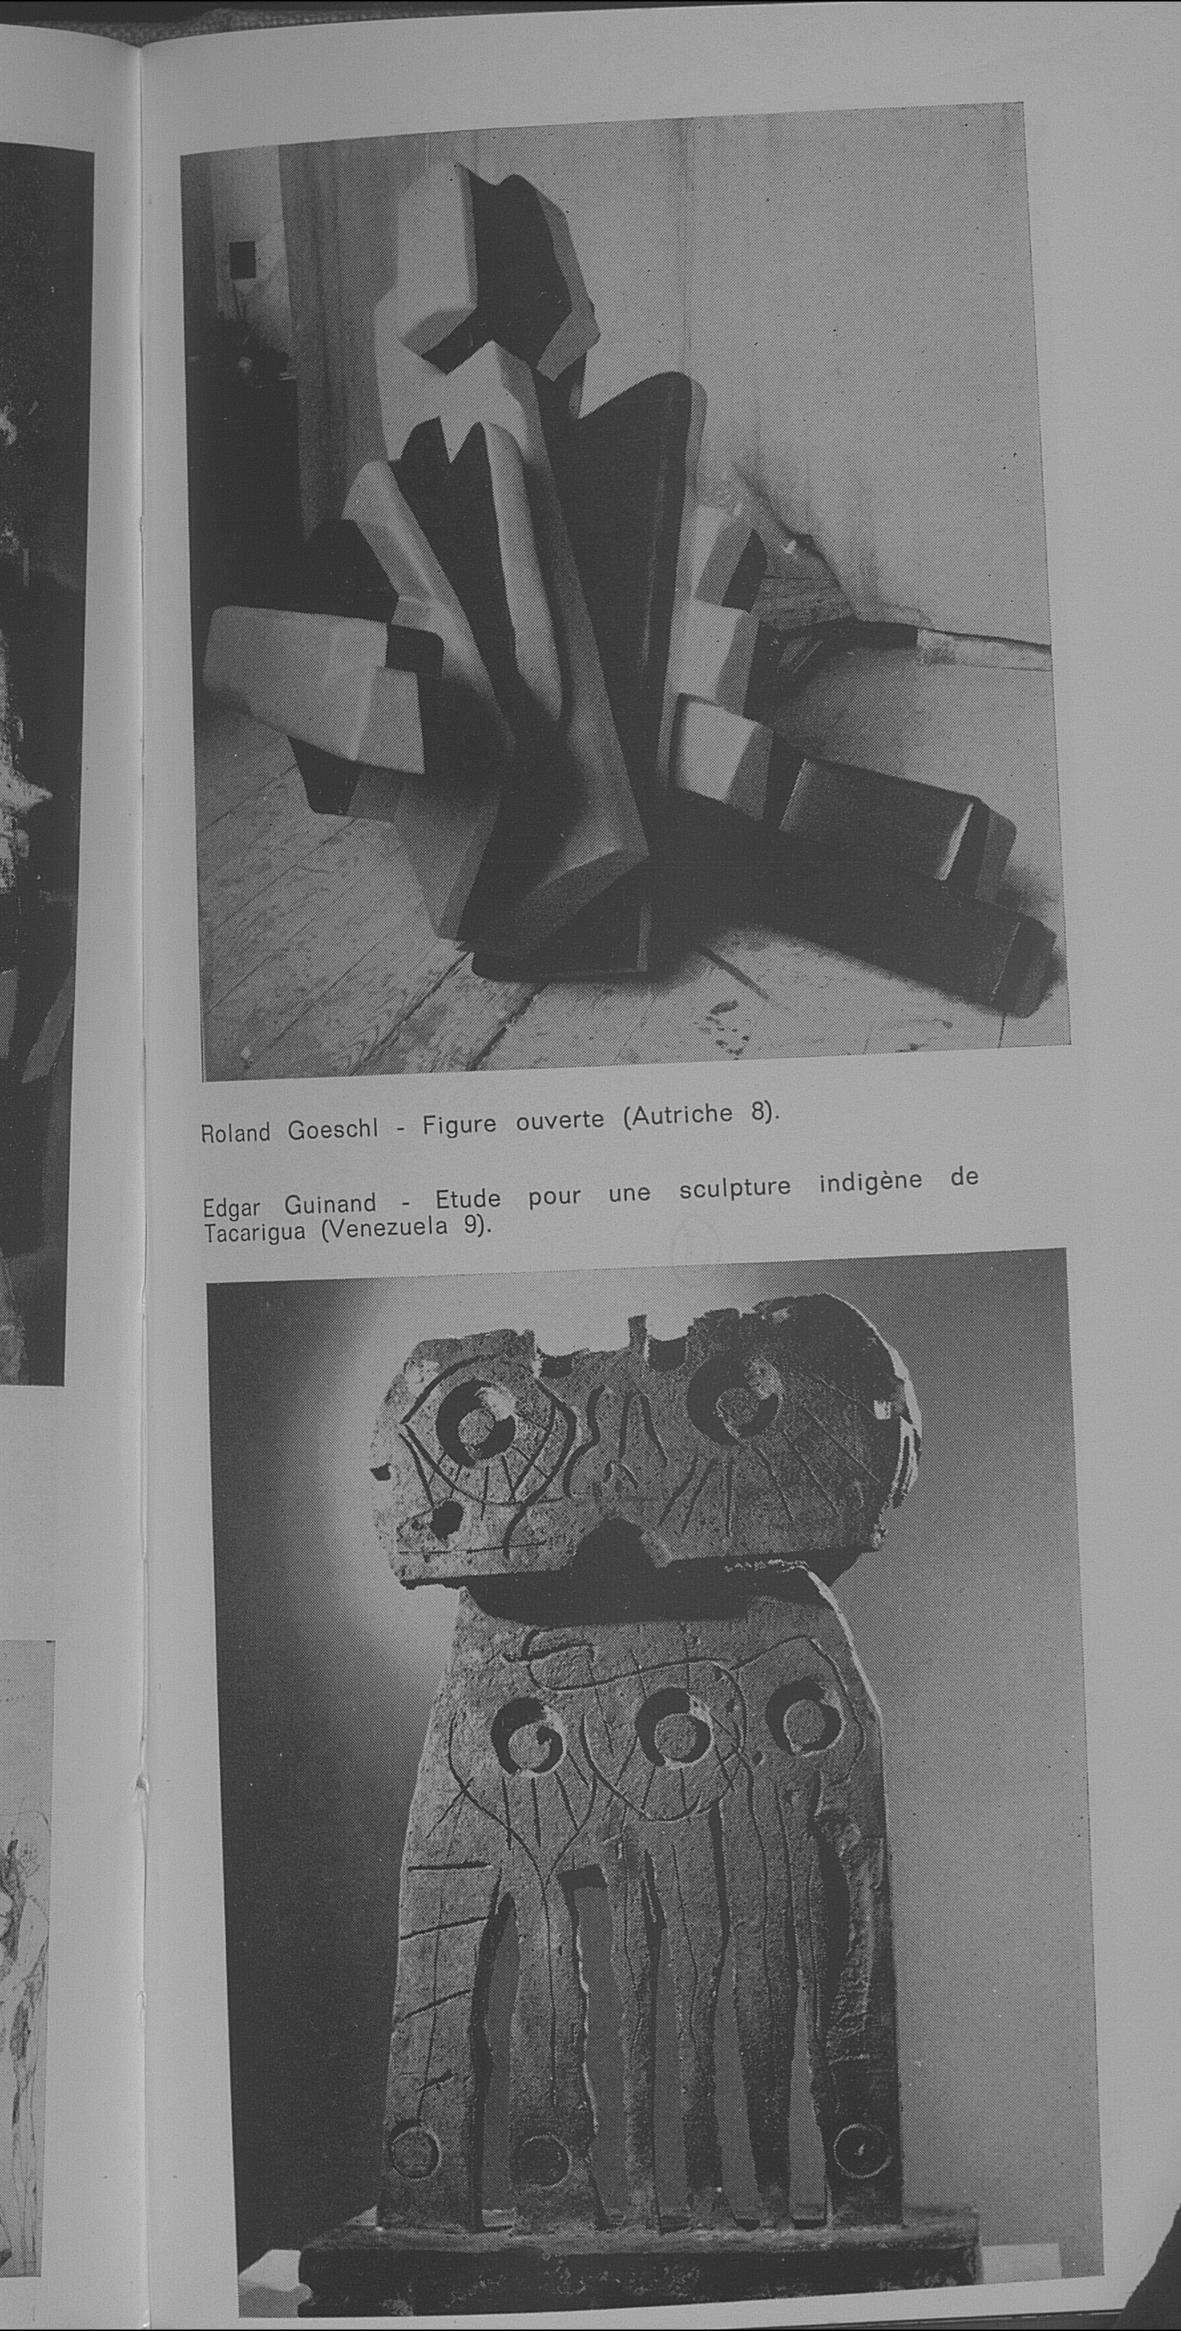 Roland Goeschl - Figure ouverte (Autriche 8).
Edgar Guinand - Etude pour une sculpture indigène de
Tacarigua (Venezuela 9).